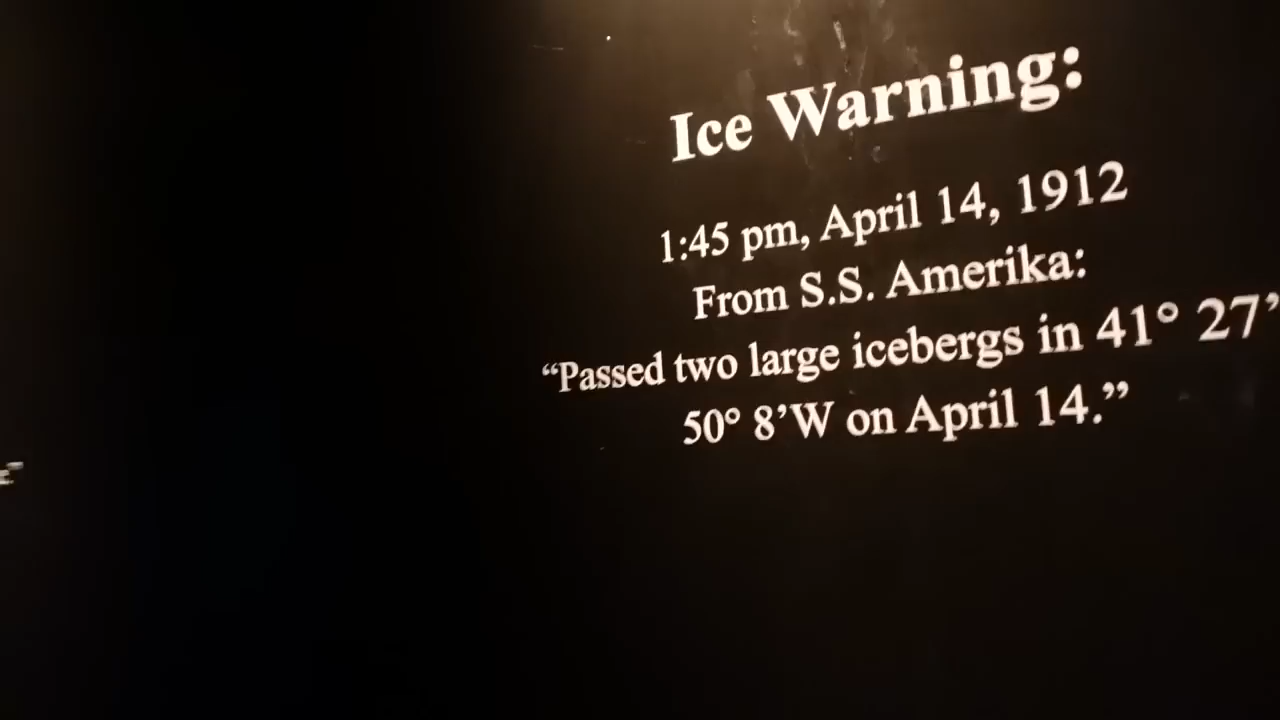 Ice Warning:
1:45 pm, April 14, 1912
From S.S. Amerika:
“Passed two large icebergs in 41° 27’
50° 8’W on April 14.”